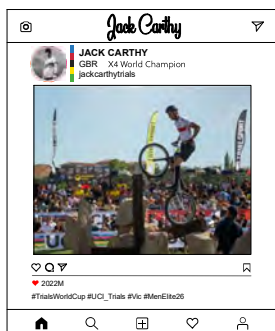 Jack Carthy
JACK CARTHY
GBR X4 World Champion
jackcarthytrials
2022M
#TrialsWorldCup #UCI_Trials #Vic #MenElite26